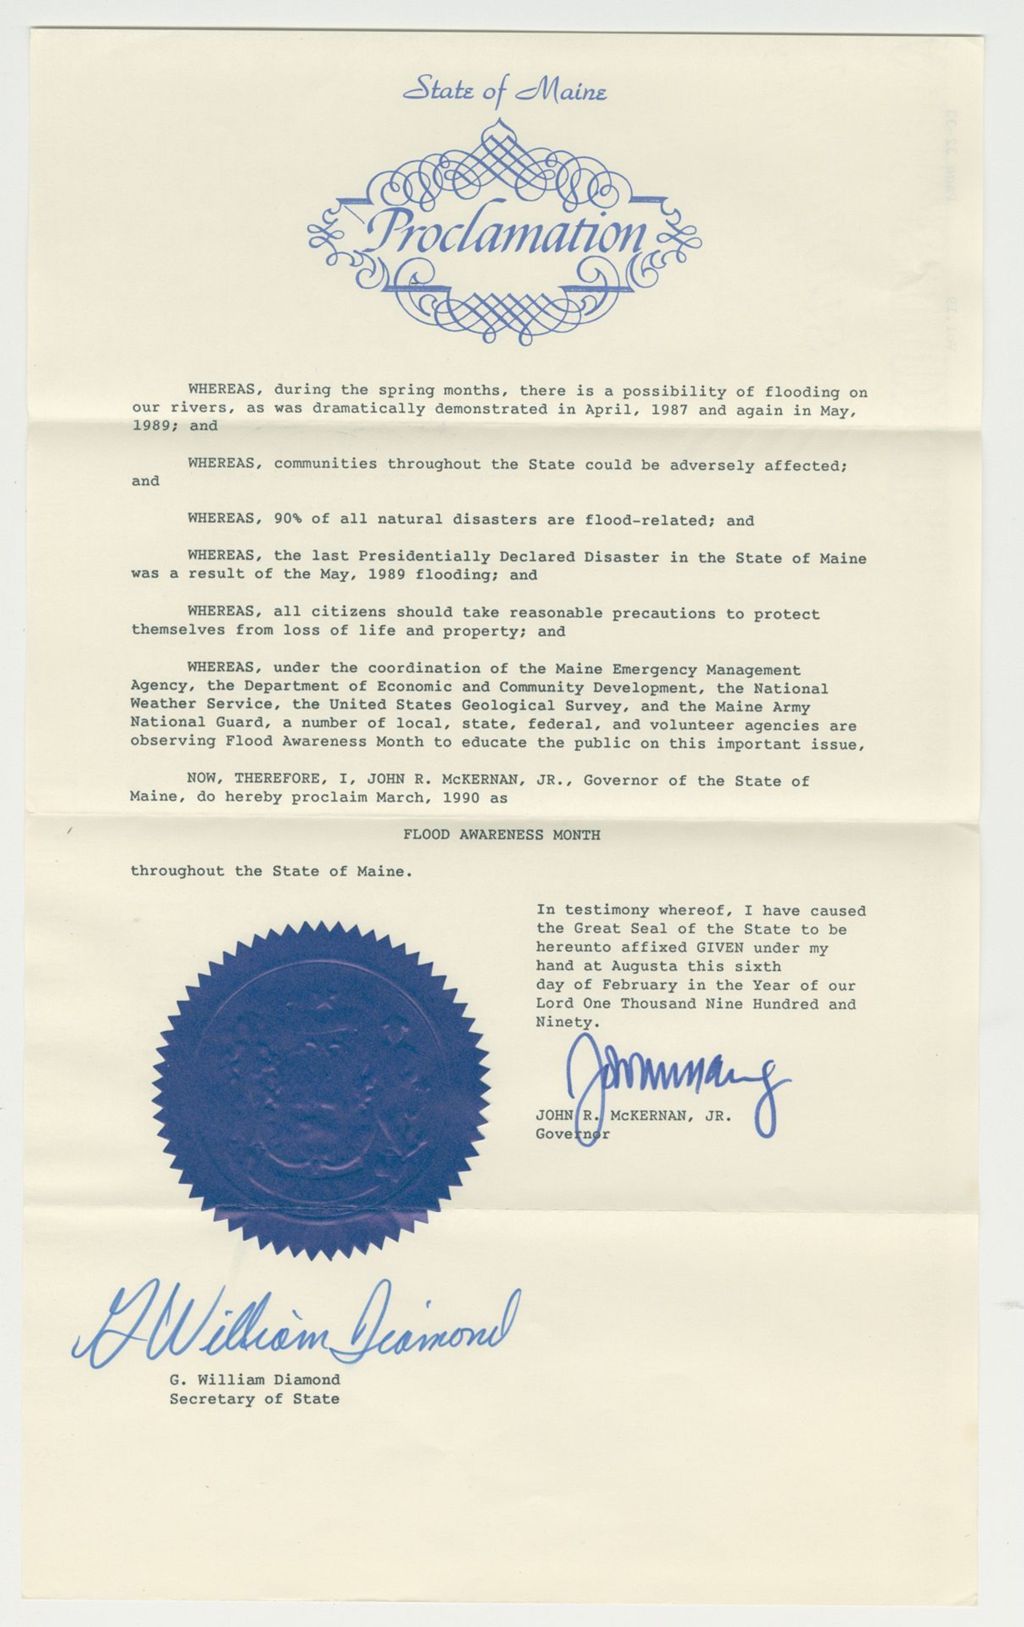 State of Maine
Proclamation
WHEREAS, during the spring months, there is a possibility of flooding on
our rivers, as was dramatically demonstrated in April, 1987 and again in May,
1989; and
WHEREAS, communities throughout the State could be adversely affected;
and
WHEREAS, 90% of all natural disasters are flood-related; and
WHEREAS, the last Presidentially Declared Disaster in the State of Maine
was a result of the May, 1989 flooding; and
WHEREAS, all citizens should take reasonable precautions to protect
themselves from loss of life and property; and
WHEREAS, under the coordination of the Maine Emergency Management
Agency, the Department of Economic and Community Development, the National
Weather Service, the United States Geological Survey, and the Maine Army
National Guard, a number of local, state, federal, and volunteer agencies are
observing Flood Awareness Month to educate the public on this important issue,
NOW, THEREFORE, I, JOHN R. McKERNAN, JR., Governor of the State of
Maine, do hereby proclaim March, 1990 as
FLOOD AWARENESS MONTH
throughout the State of Maine.
In testimony whereof, I have caused
the Great Seal of the State to be
hereunto affixed GIVEN under my
hand at Augusta this sixth
day of February in the Year of our
Lord One Thousand Nine Hundred and
Ninety.
JOHN R. McKERNAN, JR.
Governor
G William Diamond
G. William Diamond
Secretary of State